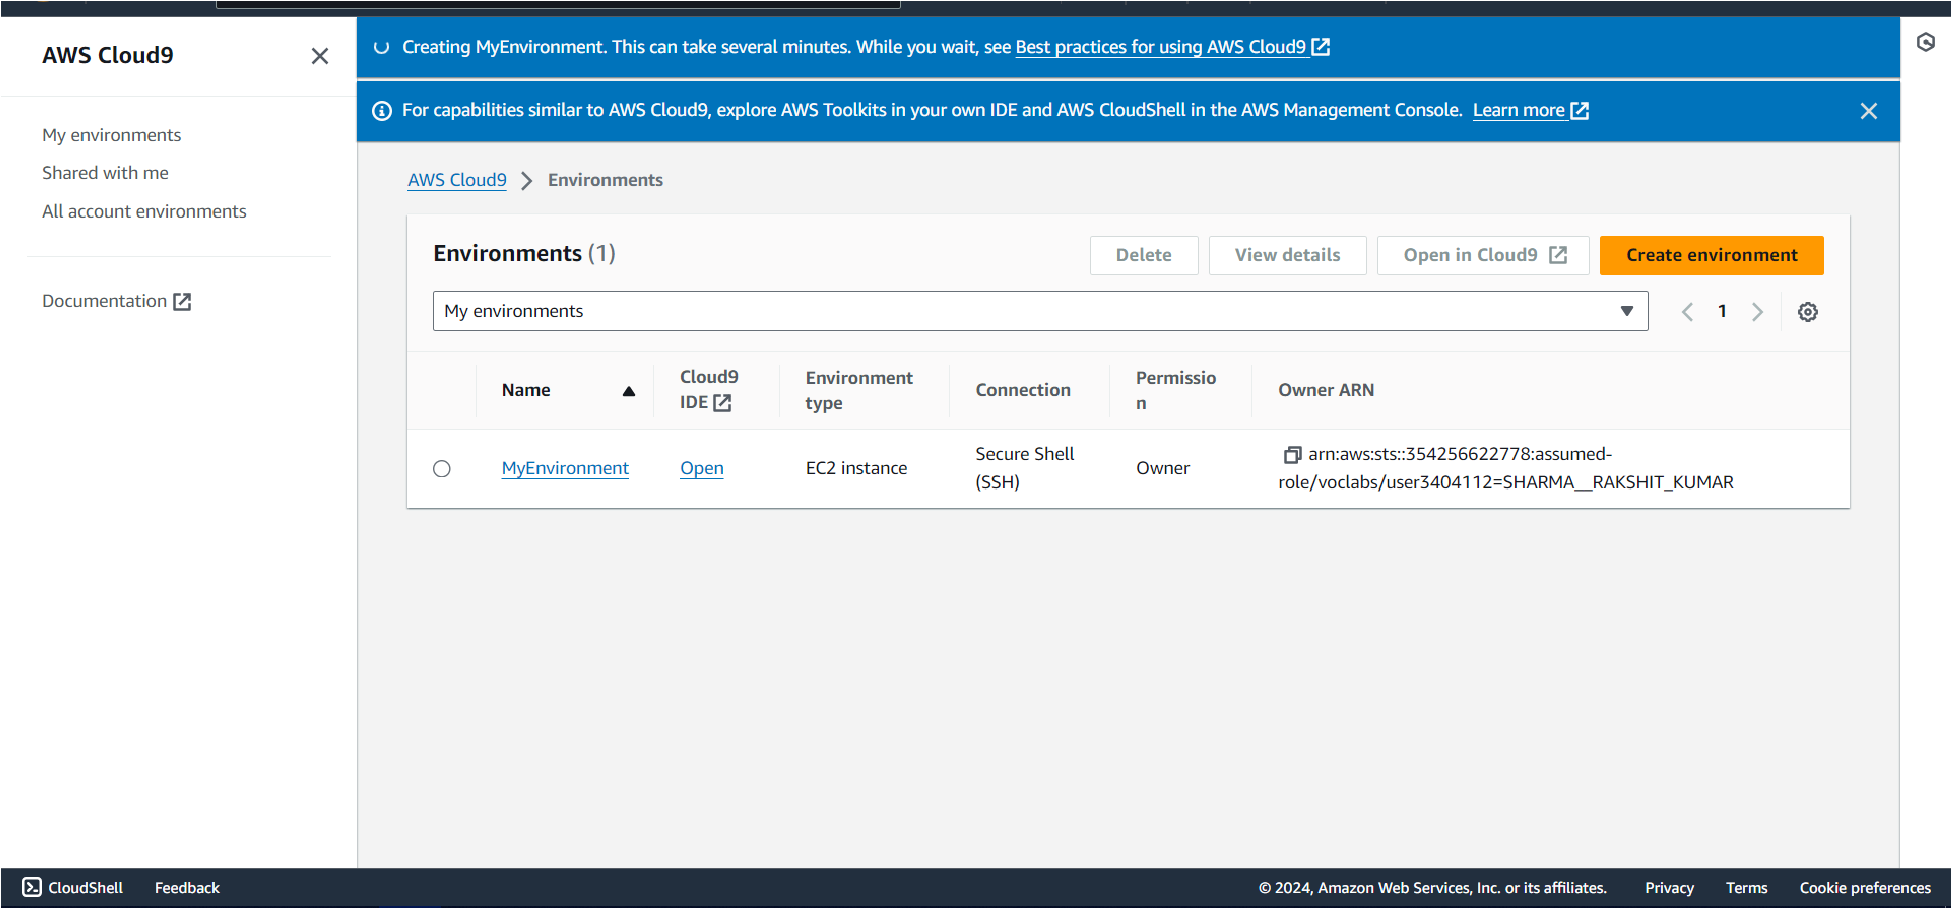 AWS Cloud9
My environments
Shared with me
All account environments
Documentation
Creating MyEnvironment. This can take several minutes. While you wait, see Best practices for using AWS Cloud9
For capabilities similar to AWS Cloud9, explore AWS Toolkits in your own IDE and AWS CloudShell in the AWS Management Console. Learn more
AWS Cloud9 Environments
Environments (1) Delete View details Open in Cloud9 Create environment
My environments 1
Name Cloud9 IDE Environment type Connection Permission Owner ARN
MyEnvironment Open EC2 instance Secure Shell (SSH) Owner arn:aws:sts::354256622778:assumed-
role/voclabs/user3404112=SHARMA__RAKSHIT_KUMAR
CloudShell Feedback © 2024, Amazon Web Services, Inc. or its affiliates. Privacy Terms Cookie preferences